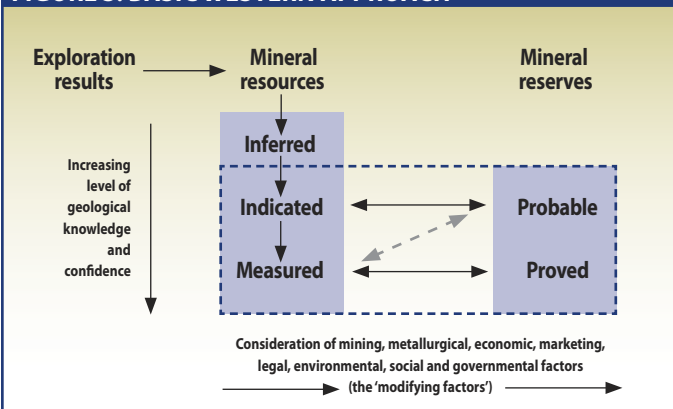 Exploration
results
Mineral
resources
Mineral
reserves
Inferred
Increasing
level of
geological
knowledge
and
confidence
Indicated
Probable
Measured
Proved
Consideration of mining, metallurgical, economic, marketing,
legal, environmental, social and governmental factors
(the ‘modifying factors’)